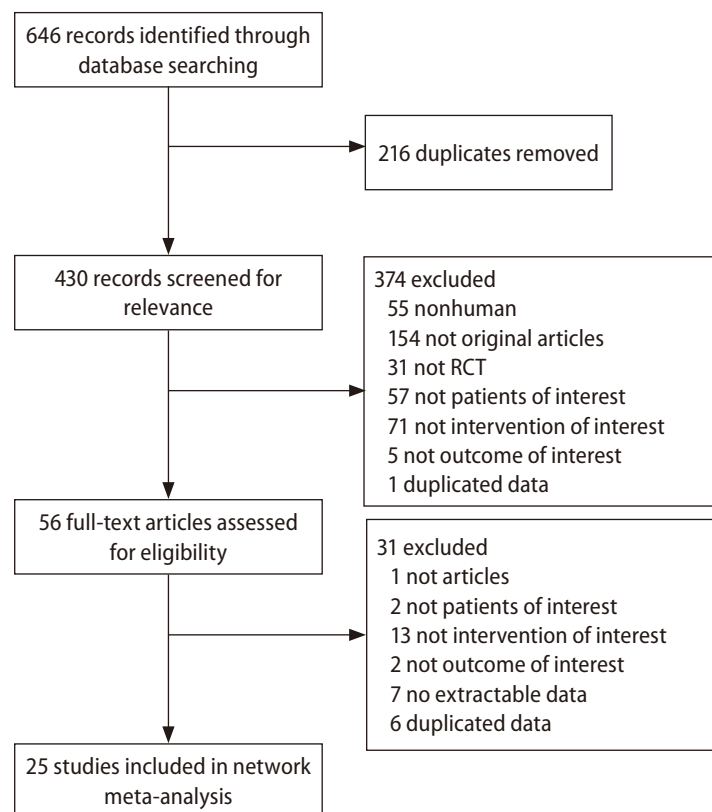 646 records identified through
database searching
216 duplicates removed
430 records screened for
relevance
374 excluded
55 nonhuman
154 not original articles
31 not RCT
57 not patients of interest
71 not intervention of interest
5 not outcome of interest
1 duplicated data
56 full-text articles assessed
for eligibility
31 excluded
1 not articles
2 not patients of interest
13 not intervention of interest
2 not outcome of interest
7 no extractable data
6 duplicated data
25 studies included in network
meta-analysis